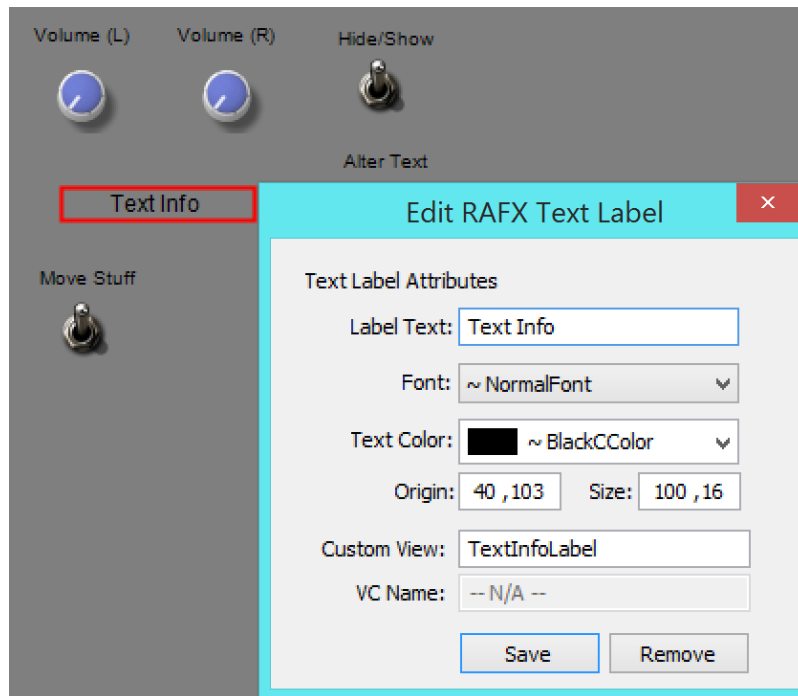 Volume (L) Volume (R) Hide/Show
Alter Text
Text Info
Move Stuff
Edit RAFX Text Label
Text Label Attributes
Label Text: Text Info
Font: ~ NormalFont
Text Color: ~ BlackCColor
Origin: 40 ,103 Size: 100 ,16
Custom View: TextInfoLabel
VC Name: -- N/A --
Save Remove